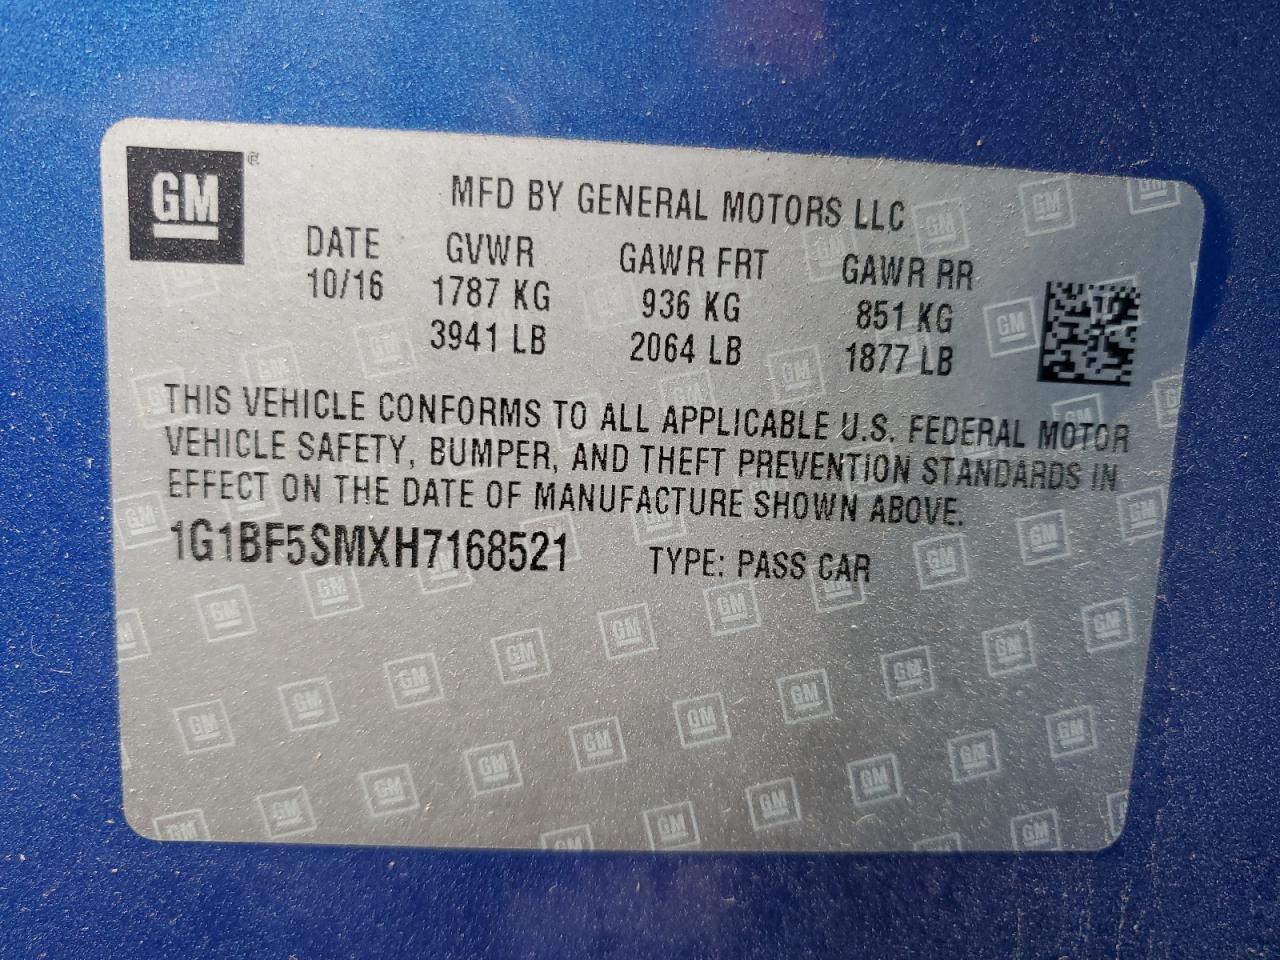 GM®
MFD BY GENERAL MOTORS LLC
DATE GVWR GAWR FRT GAWR RR
10/16 1787 KG 936 KG 851 KG
3941 LB 2064 LB 1877 LB
THIS VEHICLE CONFORMS TO ALL APPLICABLE U.S. FEDERAL MOTOR
VEHICLE SAFETY, BUMPER, AND THEFT PREVENTION STANDARDS IN
EFFECT ON THE DATE OF MANUFACTURE SHOWN ABOVE.
1G1BF5SMXH7168521 TYPE: PASS CAR